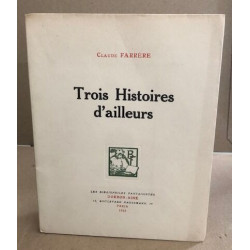 Claude FARRÈRE
Trois Histoires
d'ailleurs
LES BIBLIOPHILES FANTAISISTES
DORBON-AINÉ
PARIS